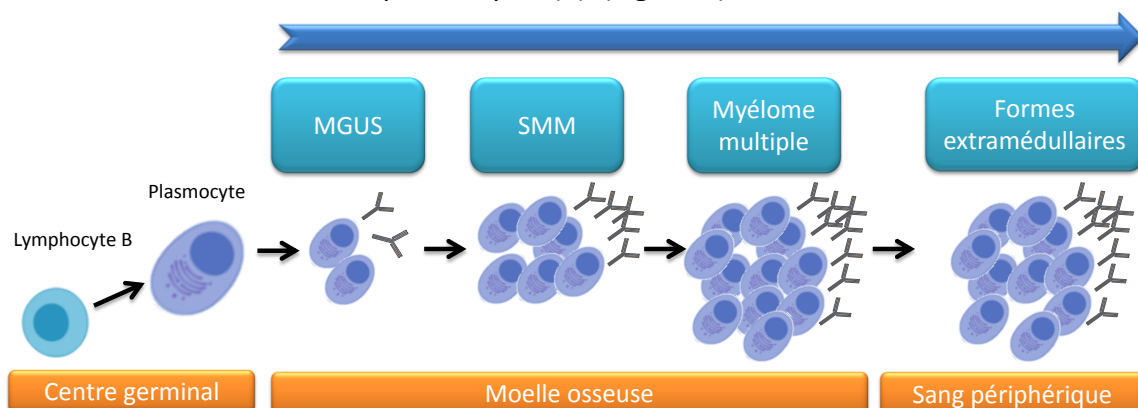 MGUS
SMM
Myélome
multiple
Formes
extramédullaires
Plasmocyte
Lymphocyte B
Centre germinal
Moelle osseuse
Sang périphérique